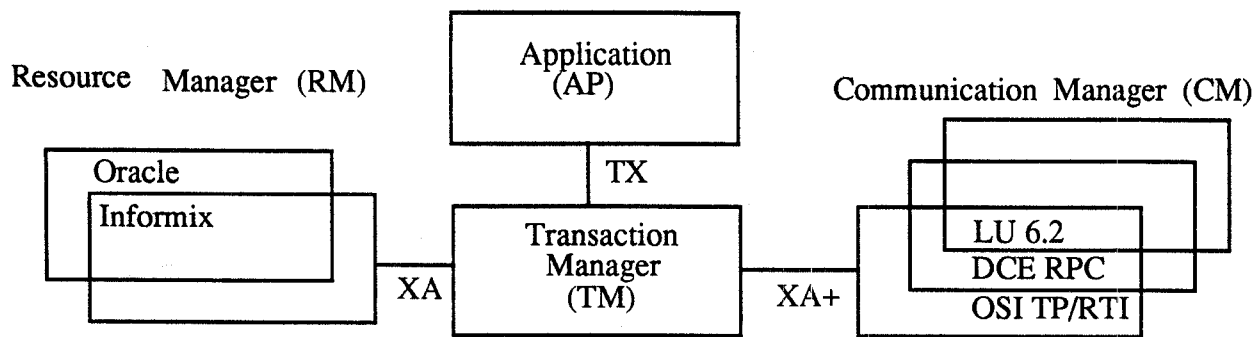 Application
(AP)
Resource Manager (RM)
Communication Manager (CM)
Oracle
Informix
TX
Transaction
Manager
(TM)
XA
XA+
LU 6.2
DCE RPC
OSI TP/RTI